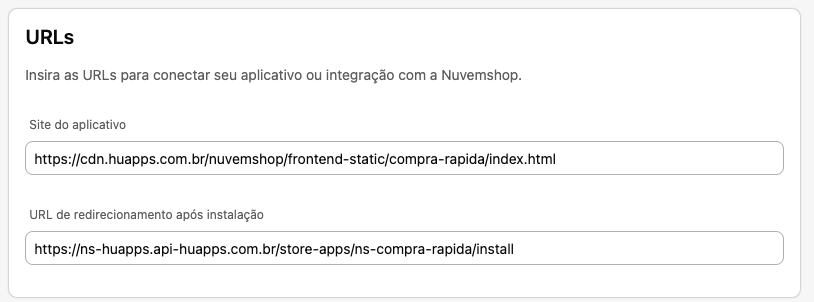 URLs
Insira as URLs para conectar seu aplicativo ou integração com a Nuvemshop.
Site do aplicativo
https://cdn.huapps.com.br/nuvemshop/frontend-static/compra-rapida/index.html
URL de redirecionamento após instalação
https://ns-huapps.api-huapps.com.br/store-apps/ns-compra-rapida/install